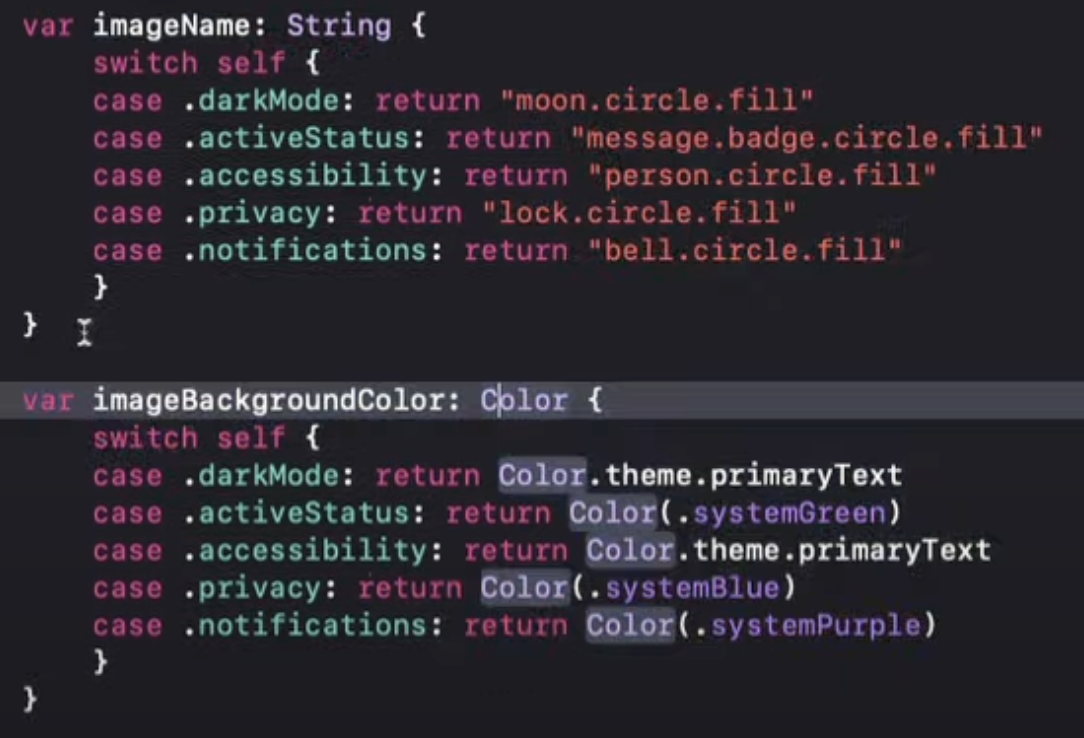 var imageName: String {
switch self {
case .darkMode: return "moon.circle.fill"
case .activeStatus: return "message.badge.circle.fill"
case .accessibility: return "person.circle.fill"
case .privacy: return "lock.circle.fill"
case .notifications: return "bell.circle.fill"
}
}
var imageBackgroundColor: Color {
switch self {
case .darkMode: return Color.theme.primaryText
case .activeStatus: return Color(.systemGreen)
case .accessibility: return Color.theme.primaryText
case .privacy: return Color(.systemBlue)
case .notifications: return Color(.systemPurple)
}
}